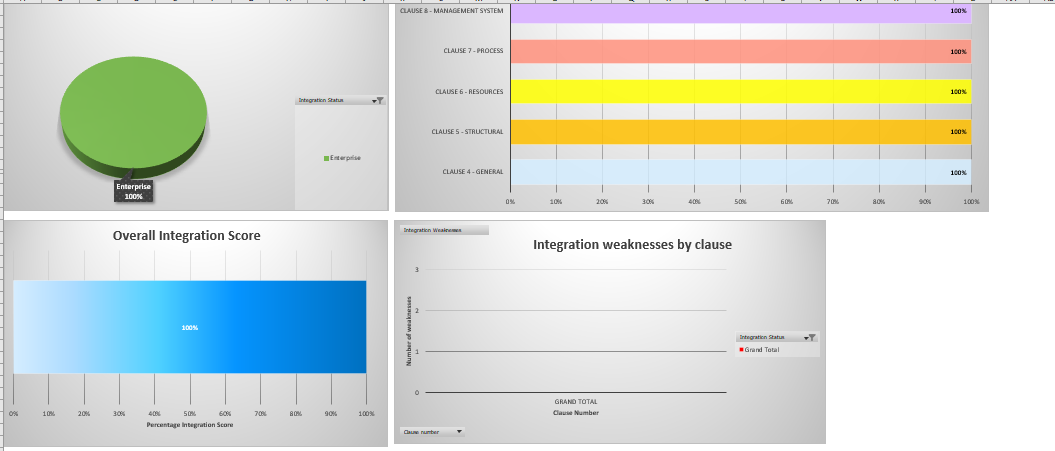 Integration Status
Enterprise
Enterprise
100%
CLAUSE 8 - MANAGEMENT SYSTEM
100%
CLAUSE 7 - PROCESS
100%
CLAUSE 6 - RESOURCES
100%
CLAUSE 5 - STRUCTURAL
100%
CLAUSE 4 - GENERAL
100%
0% 10% 20% 30% 40% 50% 60% 70% 80% 90% 100%
Overall Integration Score
100%
0% 10% 20% 30% 40% 50% 60% 70% 80% 90% 100%
Percentage Integration Score
Integration Weaknesses
Integration weaknesses by clause
Number of weaknesses
3
2
1
0
GRAND TOTAL
Clause Number
Integration Status
Grand Total
Clause number